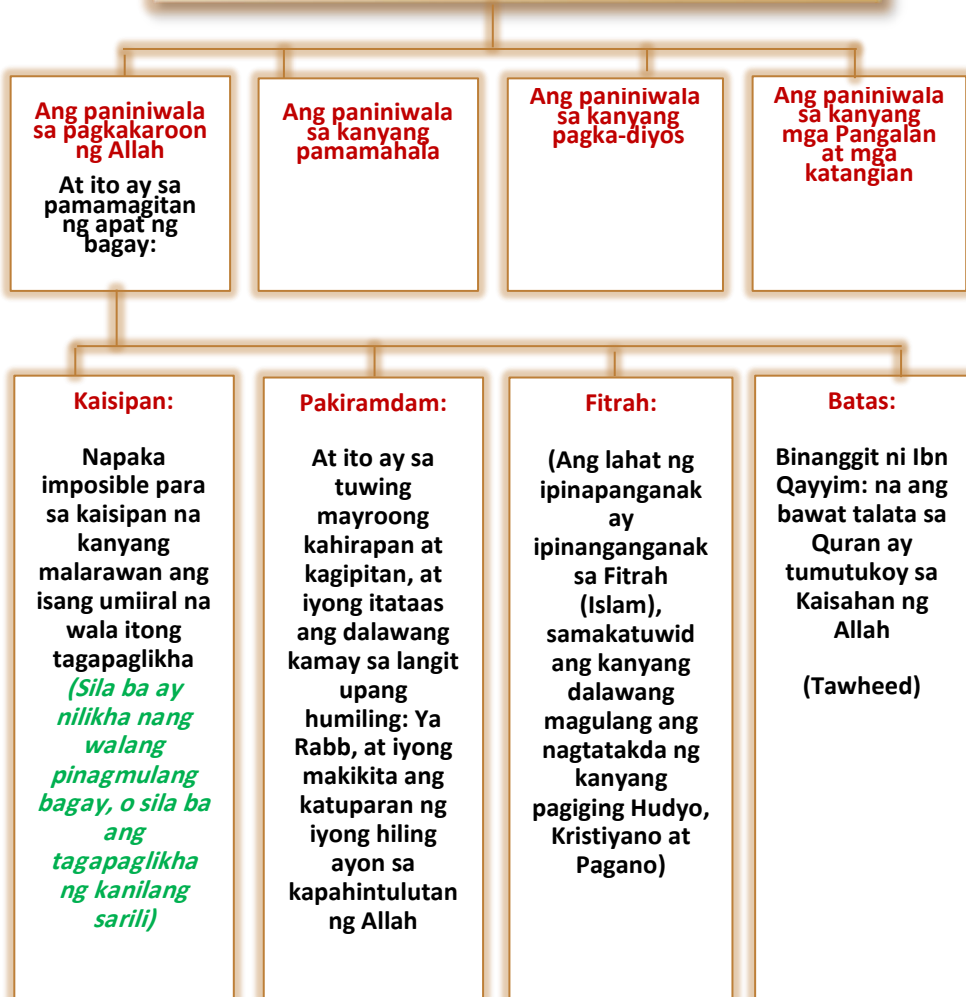 Ang paniniwala
sa pagkakaroon
ng Allah
At ito ay sa
pamamagitan
ng apat ng
bagay:
Ang paniniwala
sa kanyang
pamamahala
Ang paniniwala
sa kanyang
pagka-diyos
Ang paniniwala
sa kanyang
mga Pangalan
at mga
katangian
Kaisipan:
Napaka
imposible para
sa kaisipan na
kanyang
malarawan ang
isang umiiral na
wala itong
tagapaglikha
(Sila ba ay
nilikha nang
walang
pinagmulang
bagay, o sila ba
ang
tagapaglikha
ng kanilang
sarili)
Pakiramdam:
At ito ay sa
tuwing
mayroong
kahirapan at
kagipitan, at
iyong itataas
ang dalawang
kamay sa langit
upang
humiling: Ya
Rabb, at iyong
makikita ang
katuparan ng
iyong hiling
ayon sa
kapahintulutan
ng Allah
Fitrah:
(Ang lahat ng
ipinapanganak
ay
ipinanganganak
sa Fitrah
(Islam),
samakatuwid
ang kanyang
dalawang
magulang ang
nagtatakda ng
kanyang
pagiging Hudyo,
Kristiyano at
Pagano)
Batas:
Binanggit ni Ibn
Qayyim: na ang
bawat talata sa
Quran ay
tumutukoy sa
Kaisahan ng
Allah
(Tawheed)